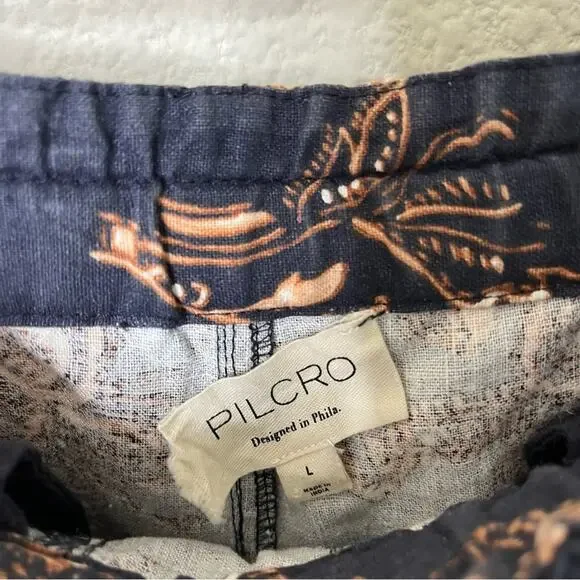 PILCRO
Designed in Phila.
L
MADE IN
INDIA